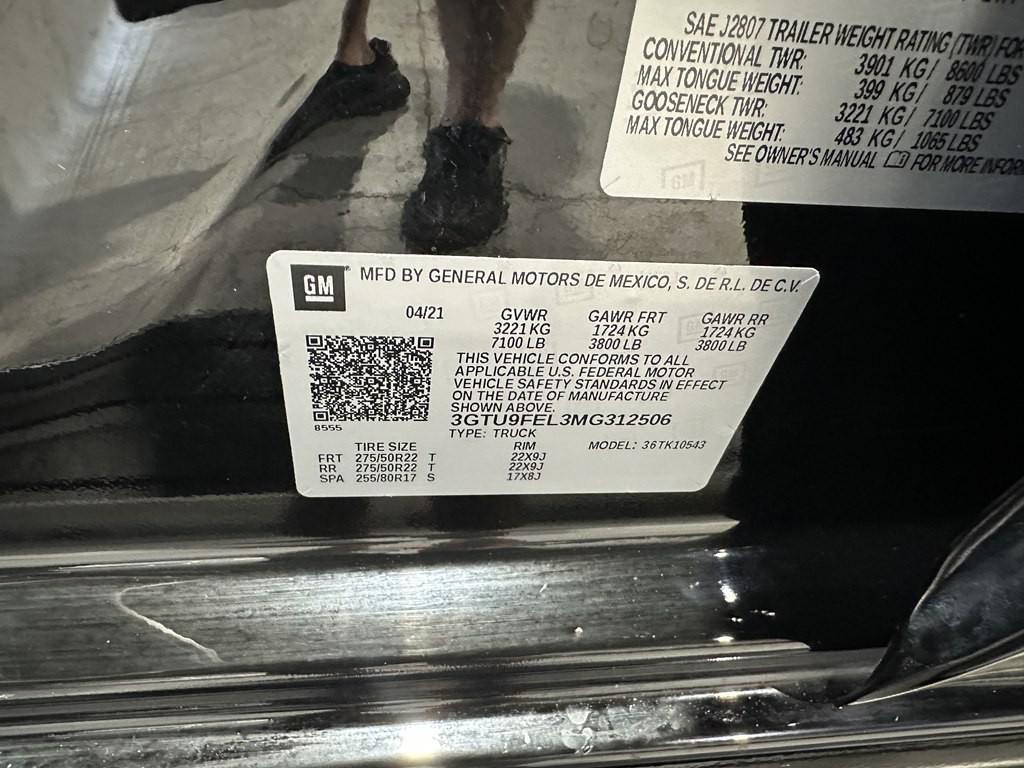 SAE J2807 TRAILER WEIGHT RATING (TWR) FOR
CONVENTIONAL TWR: 3901 KG/ 8600 LBS
MAX TONGUE WEIGHT: 399 KG/ 879 LBS
GOOSENECK TWR: 3221 KG/ 7100 LBS
MAX TONGUE WEIGHT: 483 KG/ 1065 LBS
SEE OWNER'S MANUAL FOR MORE INFOR
GM
GM® MFD BY GENERAL MOTORS DE MEXICO, S. DE R.L. DE C.V.
04/21 GVWR GAWR FRT GAWR RR
3221 KG 1724 KG 1724 KG
7100 LB 3800 LB 3800 LB
THIS VEHICLE CONFORMS TO ALL
APPLICABLE U.S. FEDERAL MOTOR
VEHICLE SAFETY STANDARDS IN EFFECT
ON THE DATE OF MANUFACTURE
SHOWN ABOVE.
3GTU9FEL3MG312506
8555
TYPE: TRUCK
TIRE SIZE RIM MODEL: 36TK10543
FRT 275/50R22 T 22X9J
RR 275/50R22 T 22X9J
SPA 255/80R17 S 17X8J